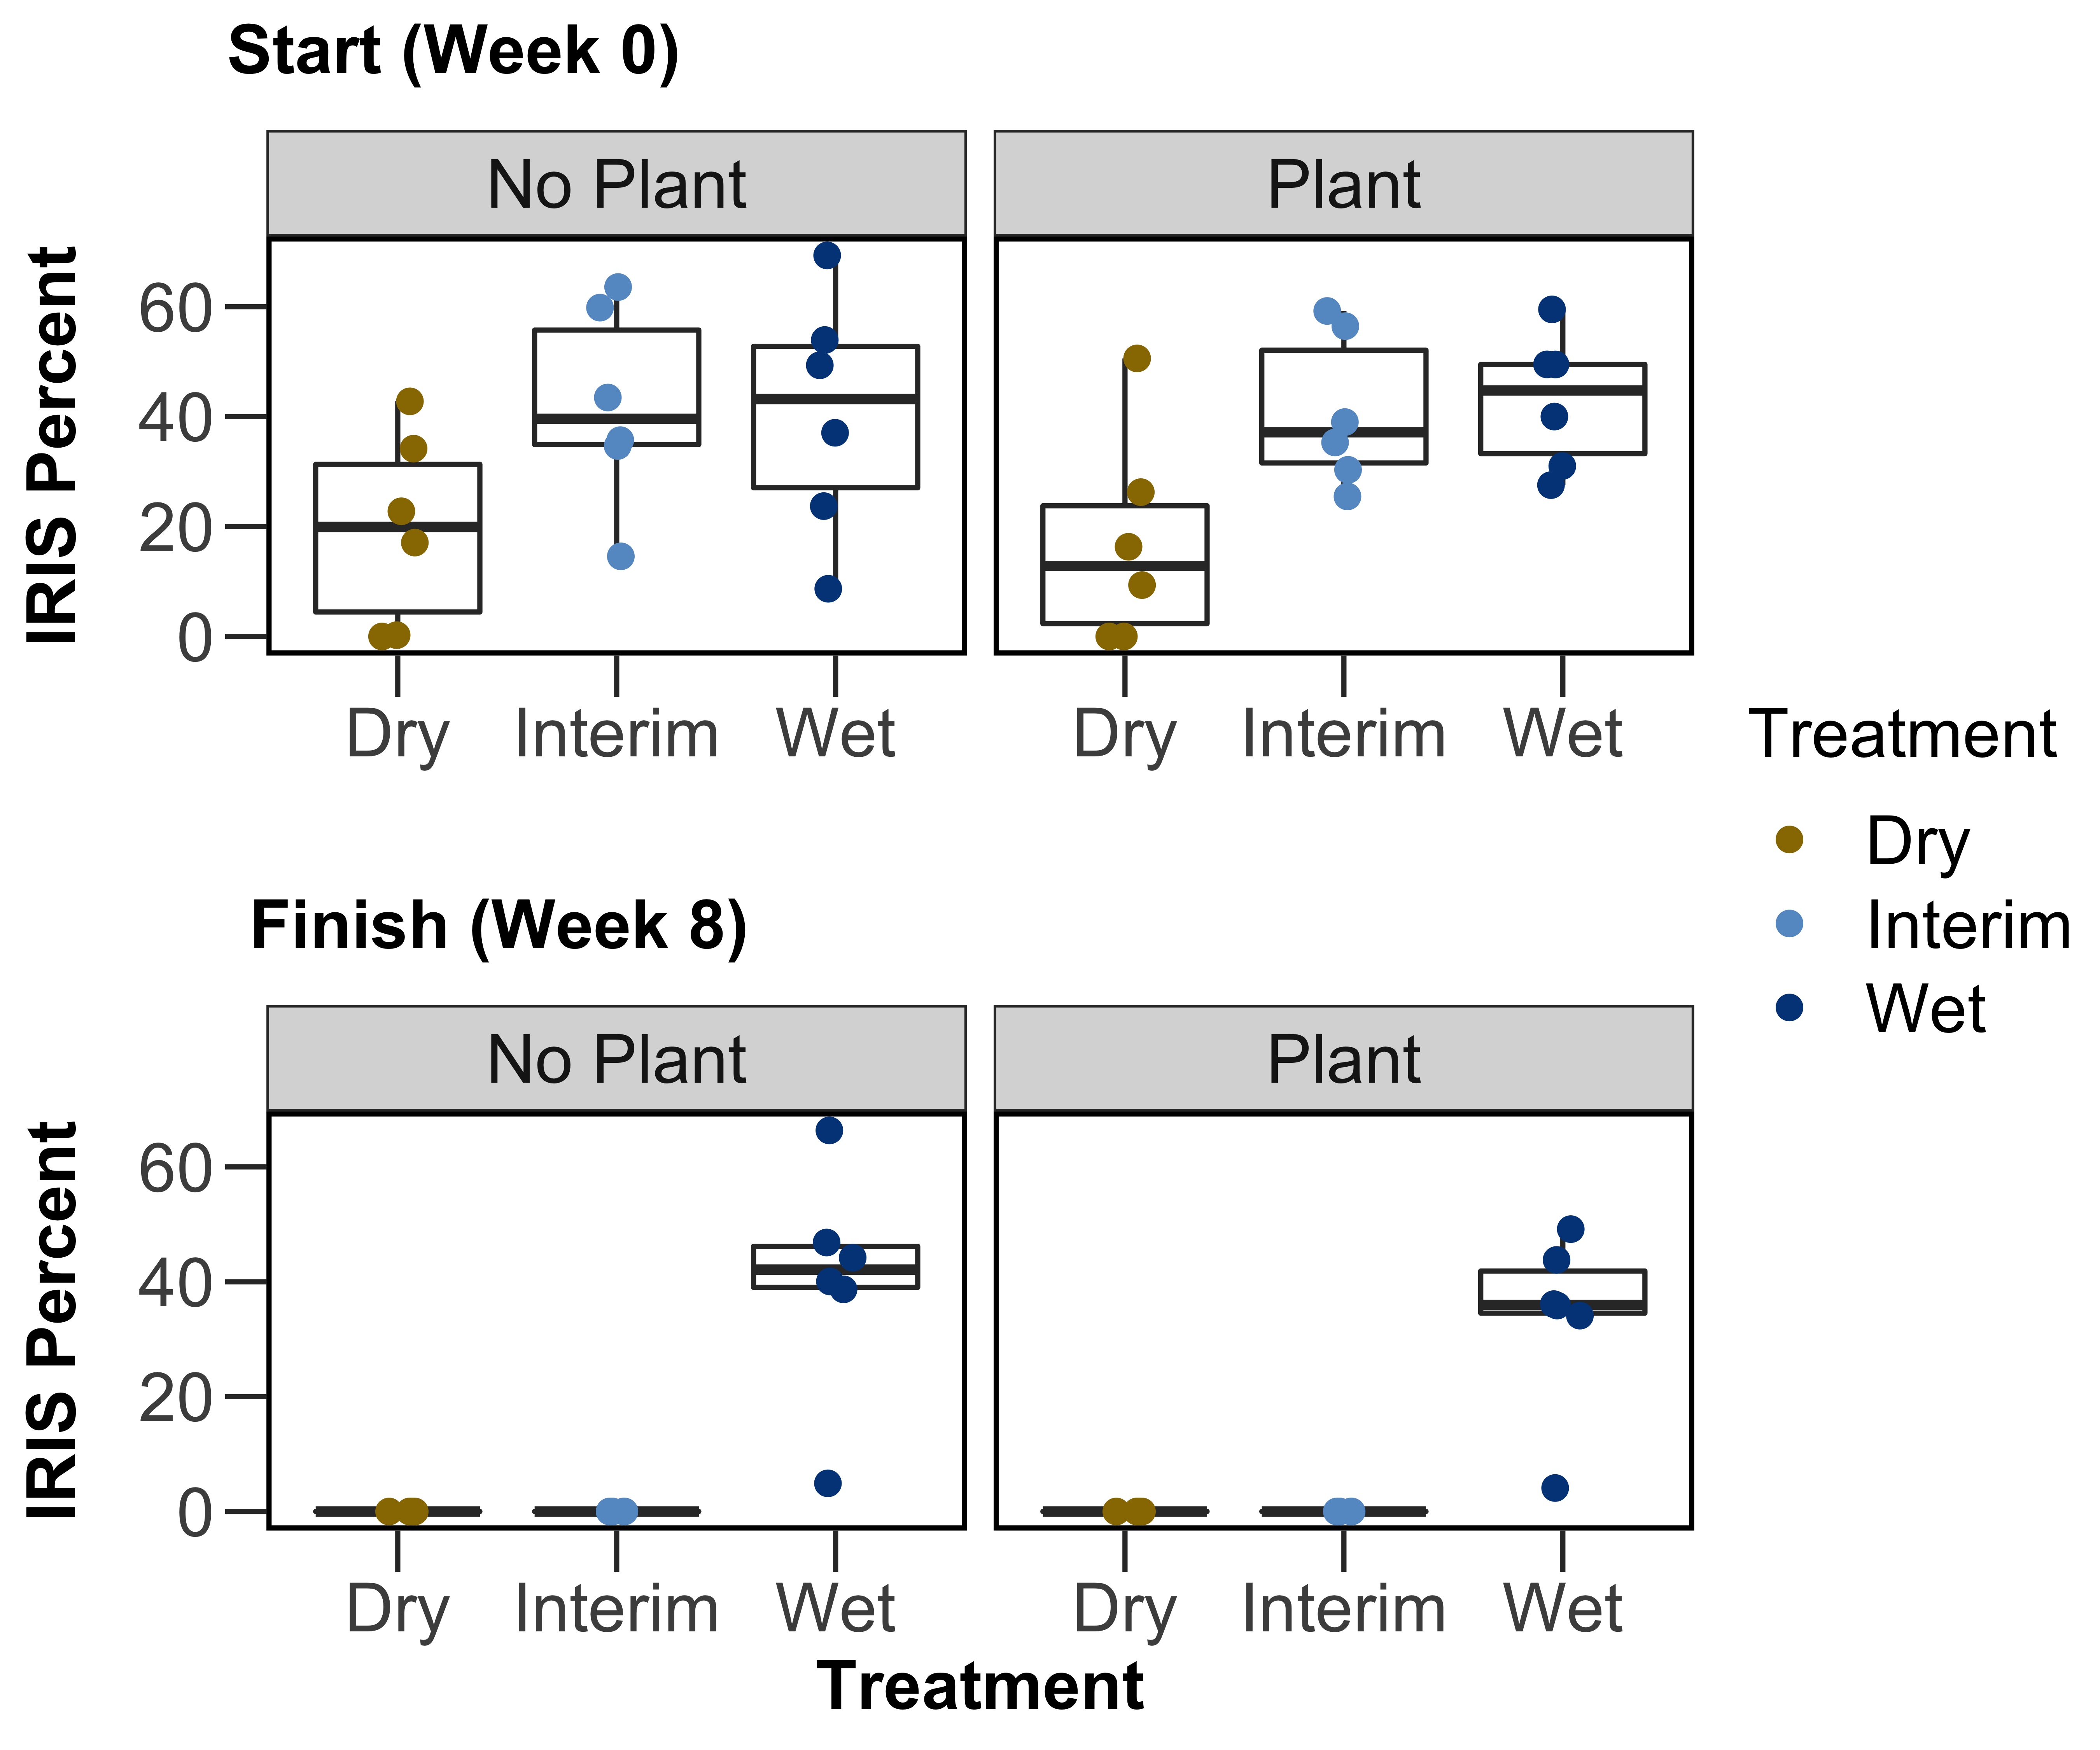 Start (Week 0)
No Plant
Plant
IRIS Percent
60
40
20
0
Dry Interim Wet
Dry Interim Wet
Treatment
Dry
Interim
Wet
Finish (Week 8)
No Plant
Plant
IRIS Percent
60
40
20
0
Dry Interim Wet
Dry Interim Wet
Treatment